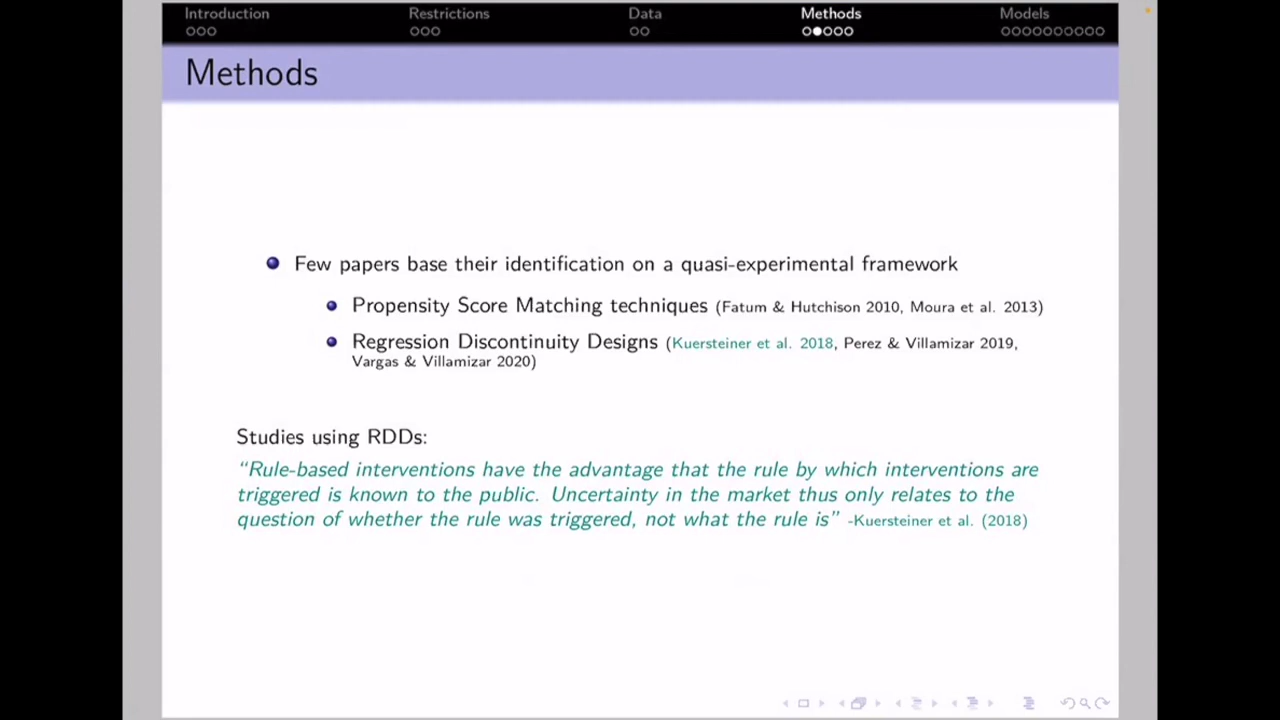 Introduction Restrictions Data Methods Models
Methods
Few papers base their identification on a quasi-experimental framework
Propensity Score Matching techniques (Fatum & Hutchison 2010, Moura et al. 2013)
Regression Discontinuity Designs (Kuersteiner et al. 2018, Perez & Villamizar 2019,
Vargas & Villamizar 2020)
Studies using RDDs:
“Rule-based interventions have the advantage that the rule by which interventions are
triggered is known to the public. Uncertainty in the market thus only relates to the
question of whether the rule was triggered, not what the rule is” -Kuersteiner et al. (2018)